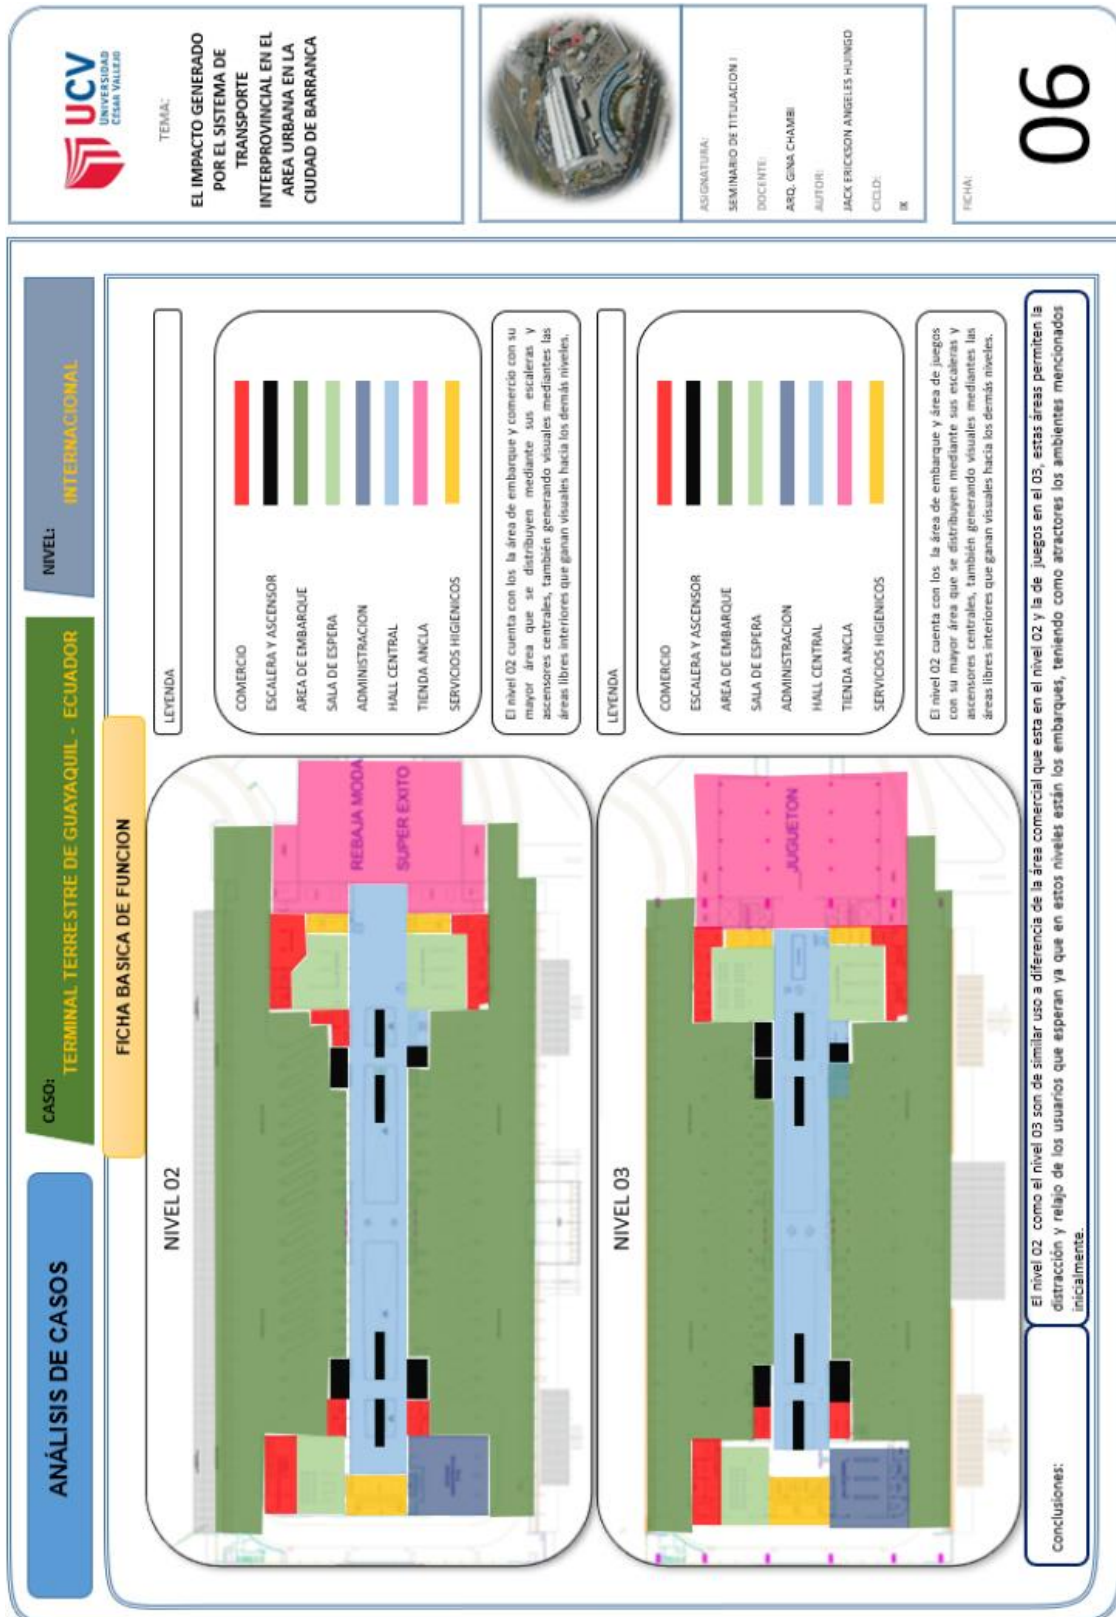 ANÁLISIS DE CASOS
CASO:
TERMINAL TERRESTRE DE GUAYAQUIL - ECUADOR
NIVEL:
INTERNACIONAL
FICHA BASICA DE FUNCION
NIVEL 02
REBAJA MODA
SUPER EXITO
LEYENDA
COMERCIO
ESCALERA Y ASCENSOR
AREA DE EMBARQUE
SALA DE ESPERA
ADMINISTRACION
HALL CENTRAL
TIENDA ANCLA
SERVICIOS HIGIENICOS
El nivel 02 cuenta con los la área de embarque y comercio con su
mayor área que se distribuyen mediante sus escaleras y
ascensores centrales, también generando visuales mediantes las
áreas libres interiores que ganan visuales hacia los demás niveles.
NIVEL 03
JUGUETON
LEYENDA
COMERCIO
ESCALERA Y ASCENSOR
AREA DE EMBARQUE
SALA DE ESPERA
ADMINISTRACION
HALL CENTRAL
TIENDA ANCLA
SERVICIOS HIGIENICOS
El nivel 02 cuenta con los la área de embarque y área de juegos
con su mayor área que se distribuyen mediante sus escaleras y
ascensores centrales, también generando visuales mediantes las
áreas libres interiores que ganan visuales hacia los demás niveles.
Conclusiones:
El nivel 02 como el nivel 03 son de similar uso a diferencia de la área comercial que esta en el nivel 02 y la de juegos en el 03, estas áreas permiten la
distracción y relajo de los usuarios que esperan ya que en estos niveles están los embarques, teniendo como atractores los ambientes mencionados
inicialmente.
UCV
UNIVERSIDAD
CÉSAR VALLEJO
TEMA:
EL IMPACTO GENERADO
POR EL SISTEMA DE
TRANSPORTE
INTERPROVINCIAL EN EL
AREA URBANA EN LA
CIUDAD DE BARRANCA
ASIGNATURA:
SEMINARIO DE TITULACION I
DOCENTE:
ARQ. GINA CHAMBI
AUTOR:
JACK ERICKSON ANGELES HUINGO
CICLO:
IX
FICHA:
06